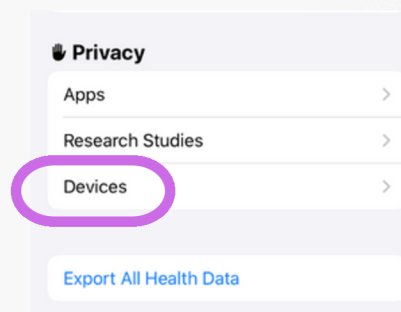 Privacy
Apps
Research Studies
Devices
Export All Health Data